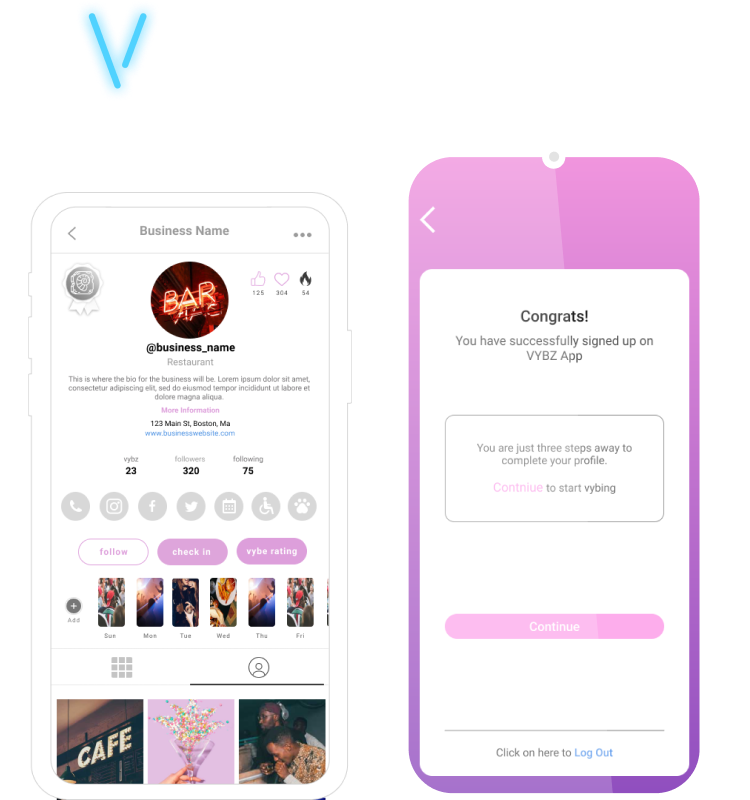 V
Business Name
125 304 54
BAR
@business_name
Restaurant
This is where the bio for the business will be. Lorem ipsum dolor sit amet,
consectetur adipiscing elit, sed do eiusmod tempor incididunt ut labore et
dolore magna aliqua.
More Information
123 Main St, Boston, Ma
www.businesswebsite.com
vybz followers following
23 320 75
follow check in vybe rating
Add Sun Mon Tue Wed Thu Fri
CAFE
Congrats!
You have successfully signed up on
VYBZ App
You are just three steps away to
complete your profile.
Contniue to start vybing
Continue
Click on here to Log Out